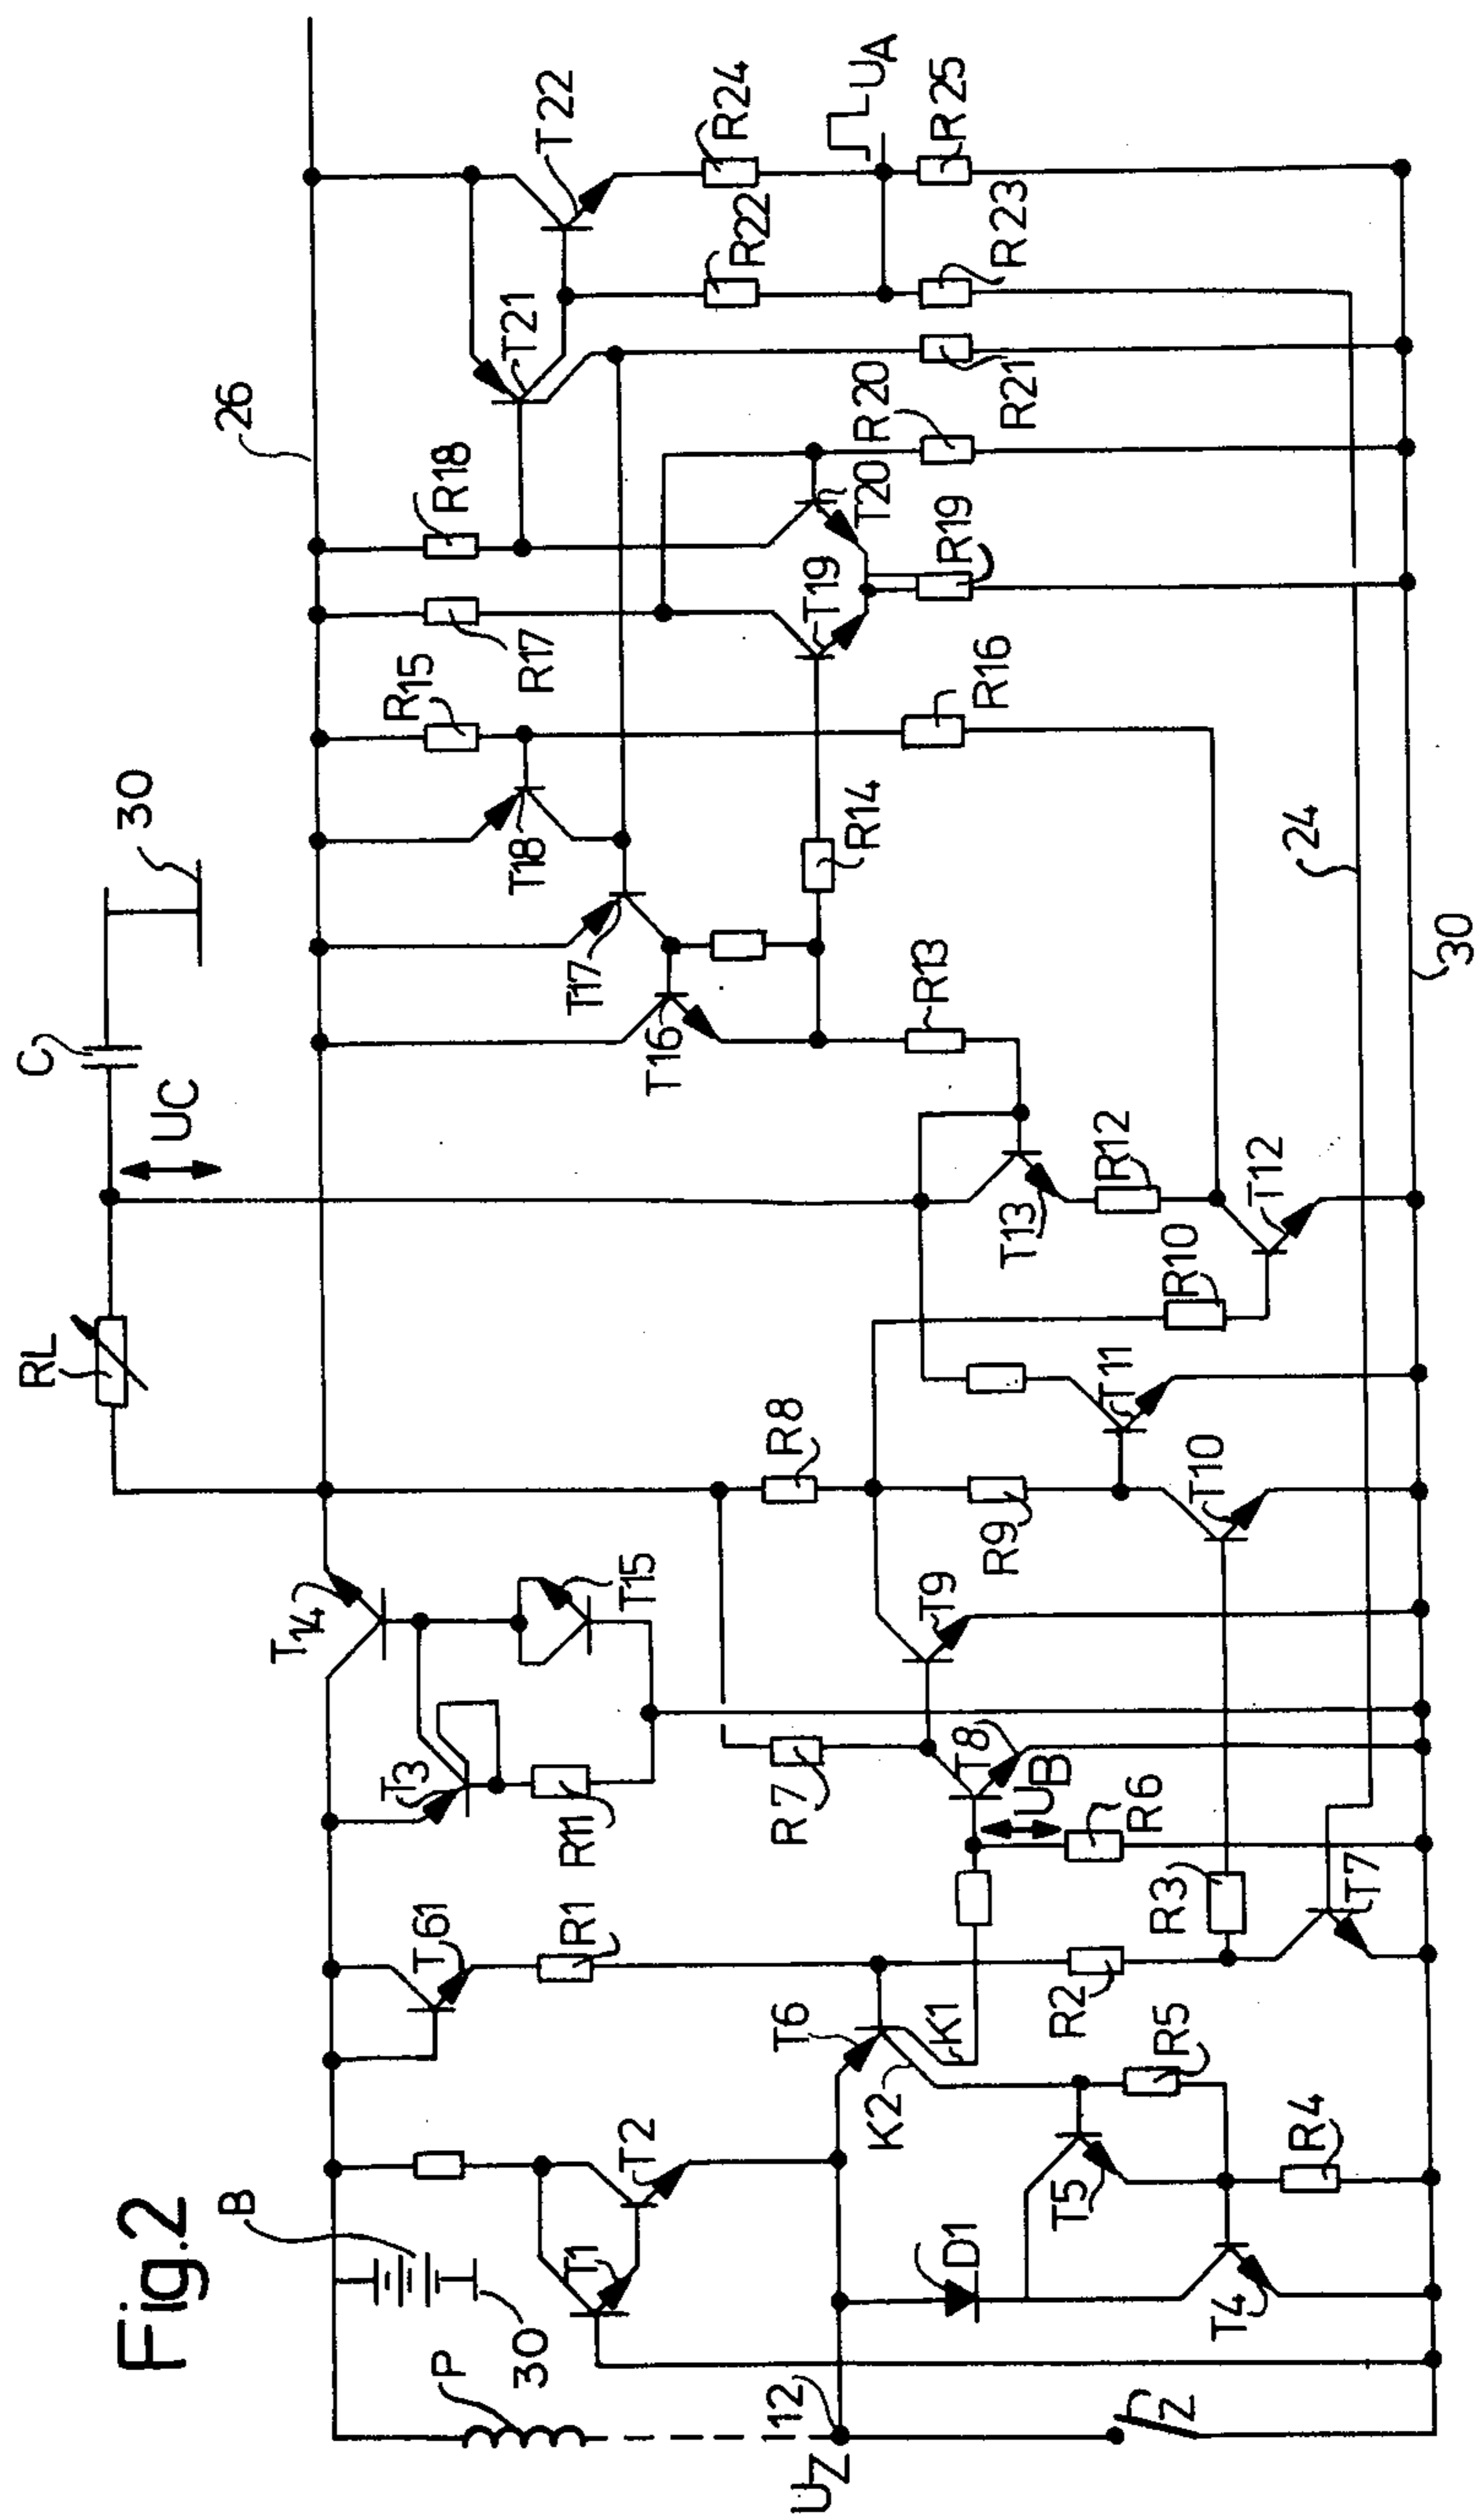 Fig.2
B
30
P
UZ
12
Z
T1
T2
D1
T4
T5
R4
R5
K2
K1
T6
T61
R1
R2
R3
T7
R6
UB
T8
R7
T3
R11
T14
T15
T9
R8
R9
T10
T11
R10
T12
RL
C
UC
30
T13
R12
R13
T16
T17
T18
R14
R15
R16
R17
R18
T19
R19
T20
R20
R21
T21
T22
R22
R23
R24
R25
UA
26
24
30